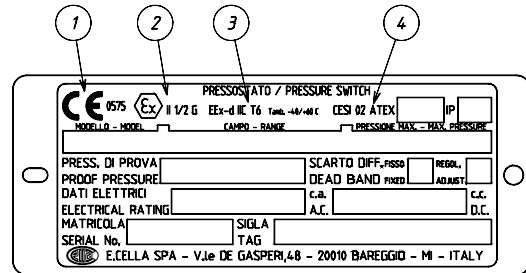 1 2 3 4
PRESSOSTATO / PRESSURE SWITCH
CE 0575 Ex II 1/2 G EEx-d IIC T6 Tamb. -40/+60 C CESI 02 ATEX IP
MODELLO - MODEL CAMPO - RANGE PRESSIONE MAX. - MAX. PRESSURE
PRESS. DI PROVA SCARTO DIFF. FISSO REGOL.
PROOF PRESSURE DEAD BAND FIXED ADJUST.
DATI ELETTRICI c.a. c.c.
ELECTRICAL RATING A.C. D.C.
MATRICOLA SIGLA
SERIAL No. TAG
E.CELLA SPA - V.le DE GASPERI,48 - 20010 BAREGGIO - MI - ITALY